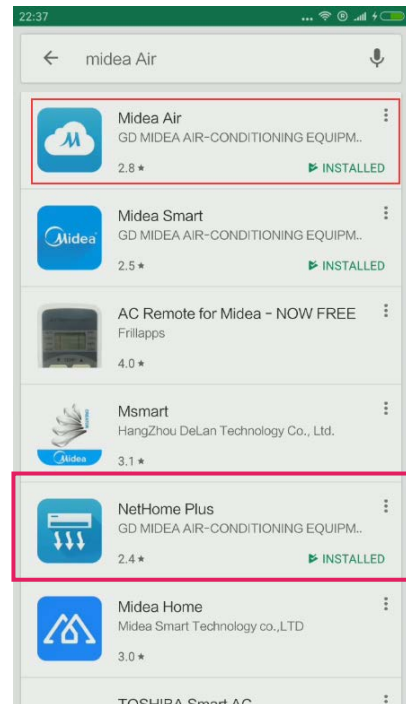 22:37
midea Air
Midea Air
GD MIDEA AIR-CONDITIONING EQUIPM..
2.8 ★
INSTALLED
Midea
Midea Smart
GD MIDEA AIR-CONDITIONING EQUIPM..
2.5 ★
INSTALLED
AC Remote for Midea - NOW FREE
Frillapps
4.0 ★
Midea
Msmart
HangZhou DeLan Technology Co., Ltd.
3.1 ★
NetHome Plus
GD MIDEA AIR-CONDITIONING EQUIPM..
2.4 ★
INSTALLED
Midea Home
Midea Smart Technology co.,LTD
3.0 ★
TOSHIBA Smart AC